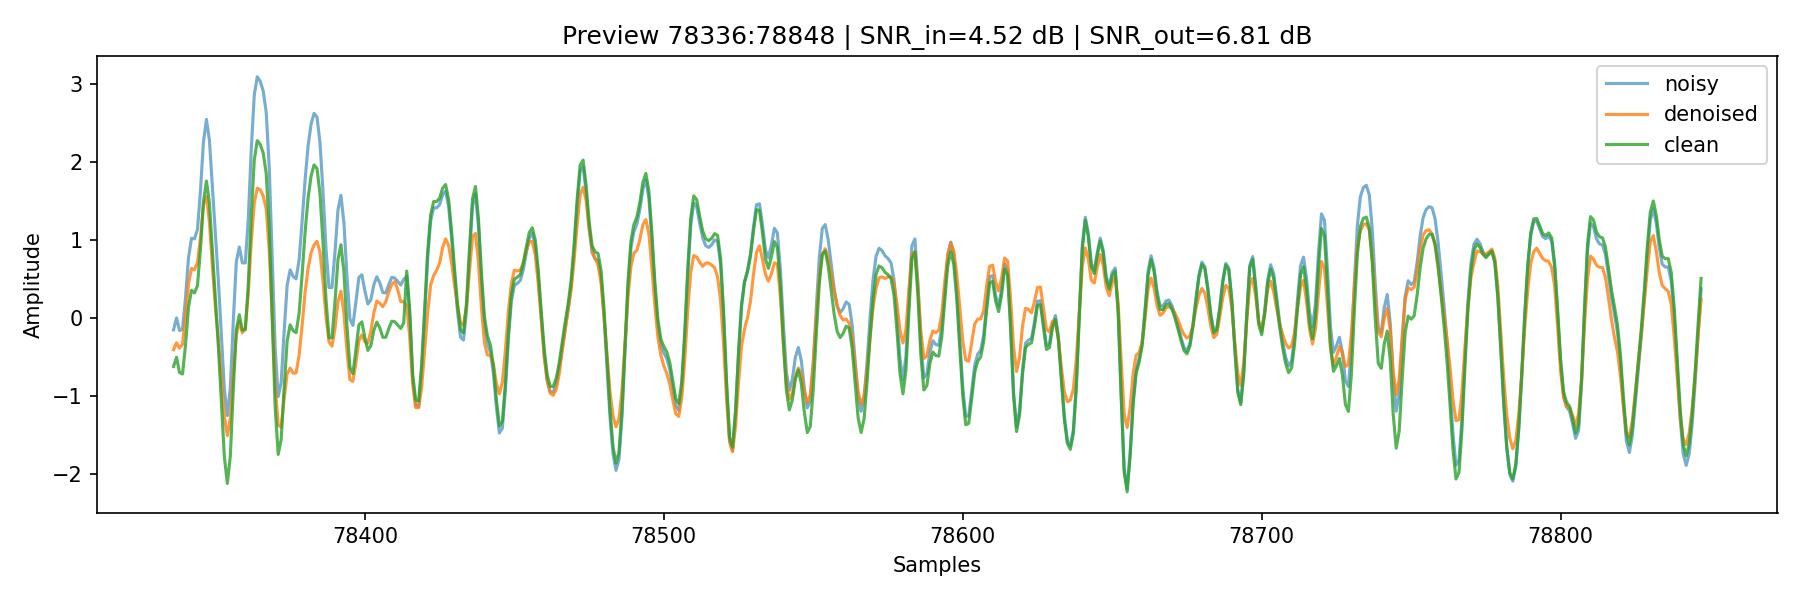 Preview 78336:78848 | SNR_in=4.52 dB | SNR_out=6.81 dB
noisy
denoised
clean
Amplitude
3
2
1
0
−1
−2
78400 78500 78600 78700 78800
Samples